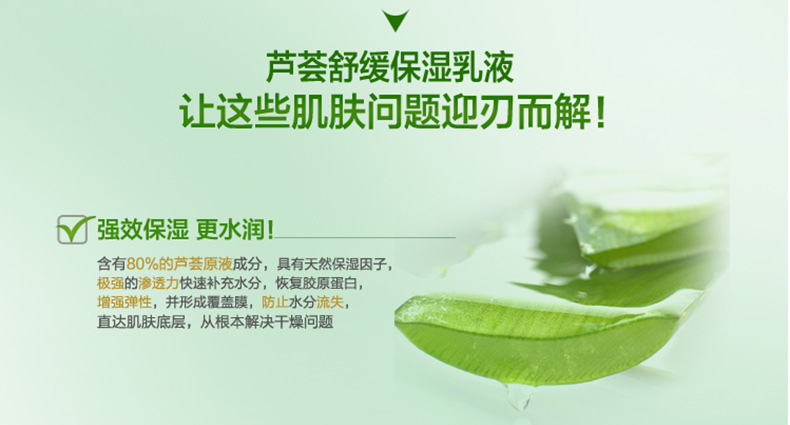 芦荟舒缓保湿乳液
让这些肌肤问题迎刃而解！
强效保湿 更水润！
含有80%的芦荟原液成分，具有天然保湿因子，
极强的渗透力快速补充水分，恢复胶原蛋白，
增强弹性，并形成覆盖膜，防止水分流失，
直达肌肤底层，从根本解决干燥问题